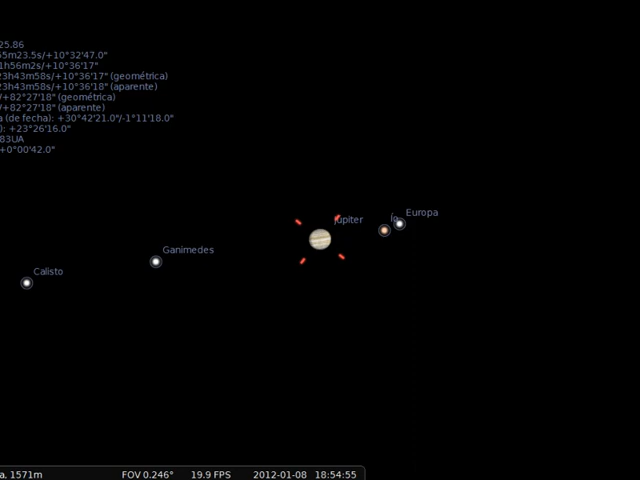 25.86
55m23.5s/+10°32'47.0"
1h56m2s/+10°36'17"
23h43m58s/+10°36'17" (geométrica)
23h43m58s/+10°36'18" (aparente)
/+82°27'18" (geométrica)
/+82°27'18" (aparente)
a (de fecha): +30°42'21.0"/-1°11'18.0"
): +23°26'16.0"
83UA
+0°00'42.0"
Europa
Ío
Júpiter
Ganimedes
Calisto
a, 1571m FOV 0.246° 19.9 FPS 2012-01-08 18:54:55